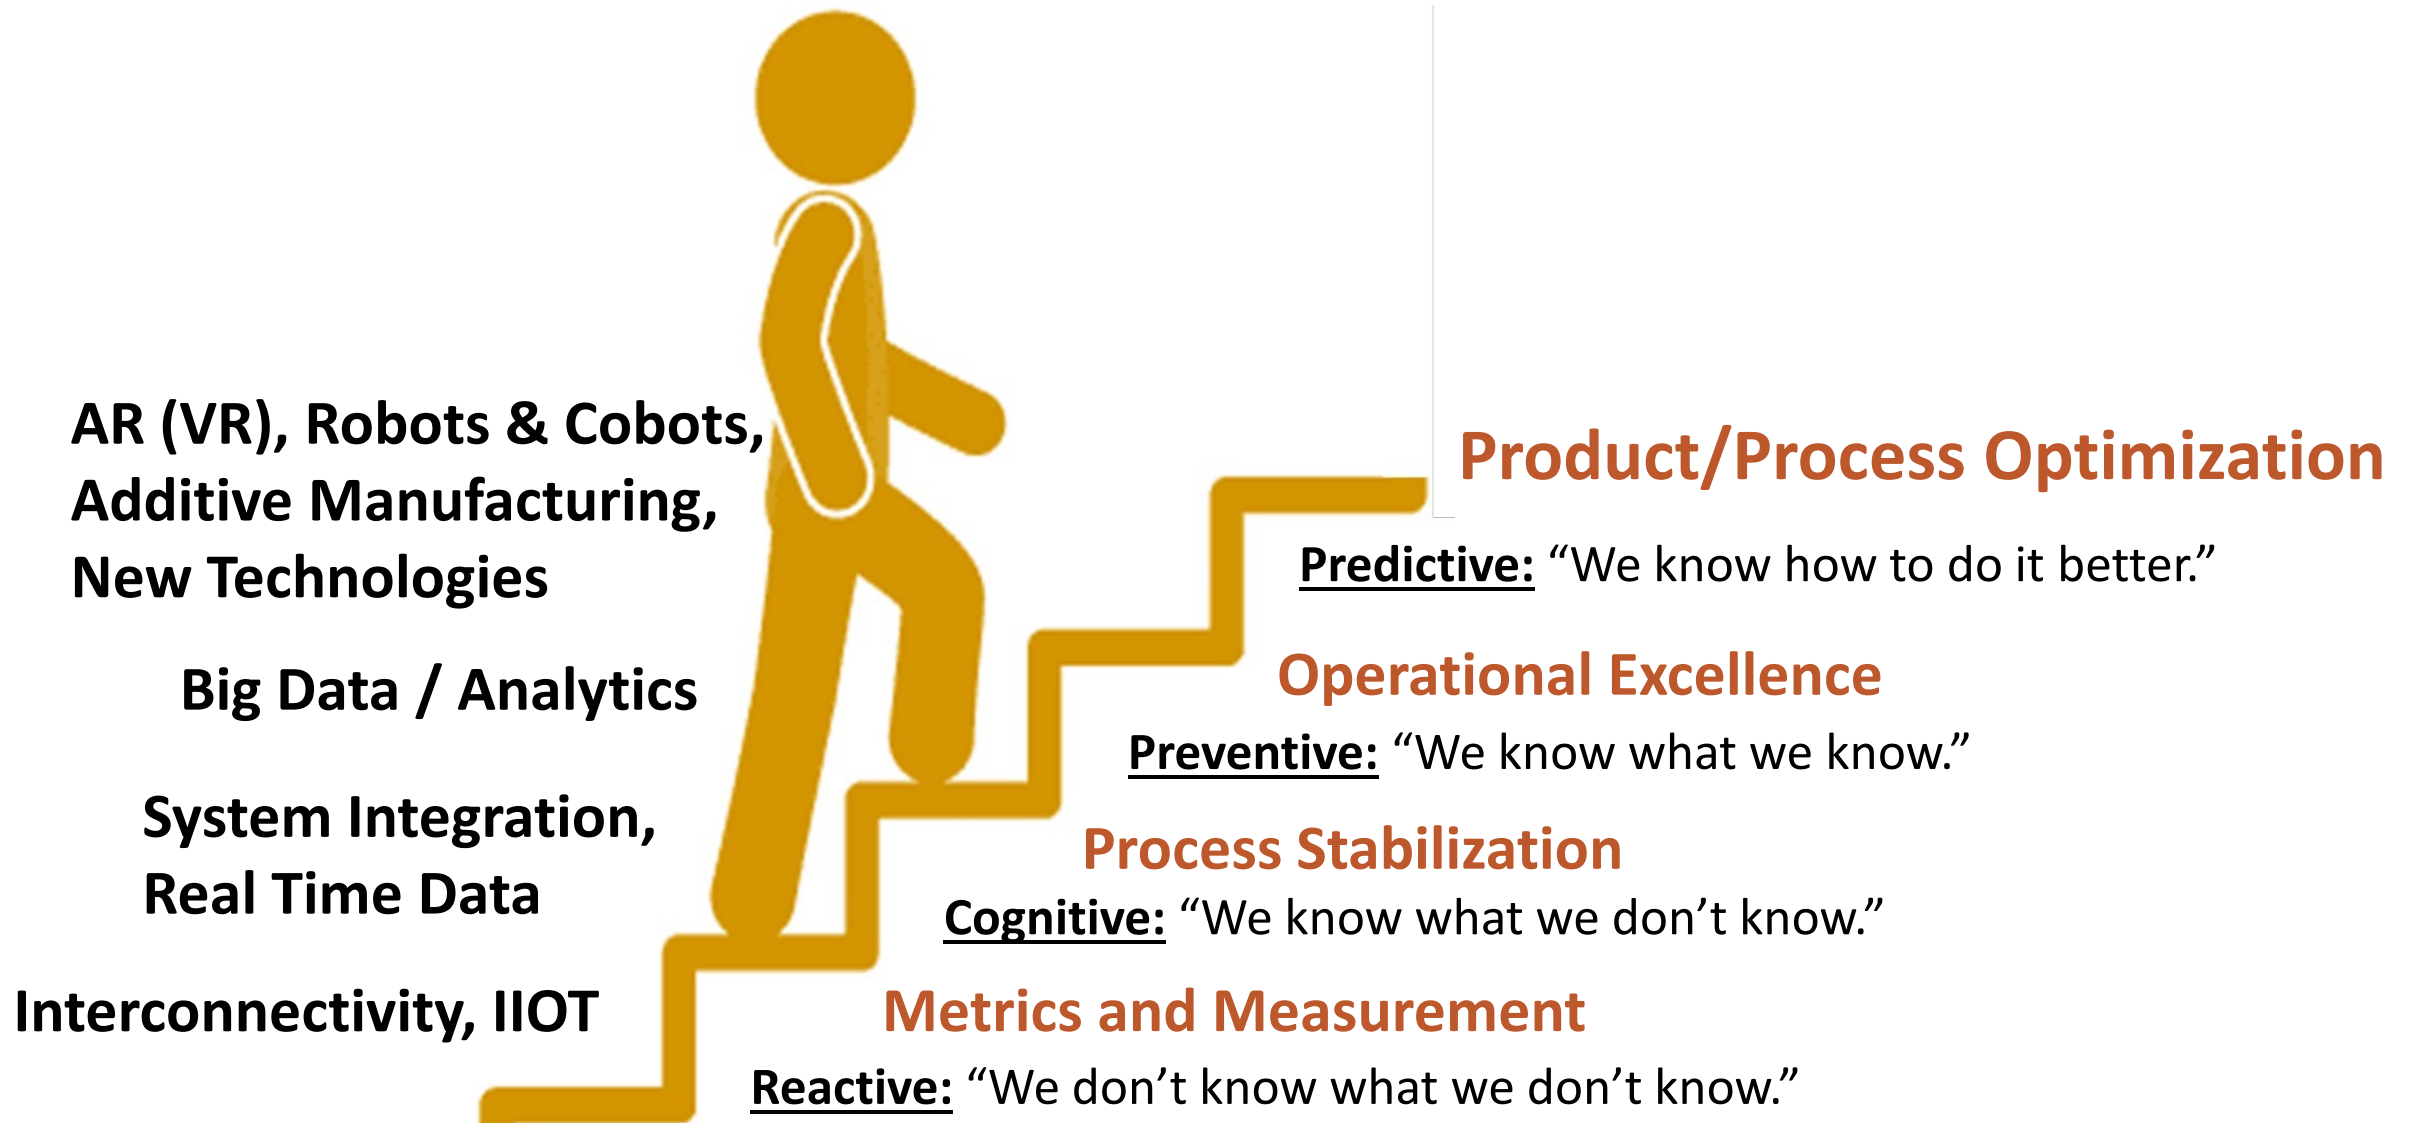 AR (VR), Robots & Cobots,
Additive Manufacturing,
New Technologies
Big Data / Analytics
System Integration,
Real Time Data
Interconnectivity, IIOT
Product/Process Optimization
Predictive: “We know how to do it better.”
Operational Excellence
Preventive: “We know what we know.”
Process Stabilization
Cognitive: “We know what we don’t know.”
Metrics and Measurement
Reactive: “We don’t know what we don’t know.”